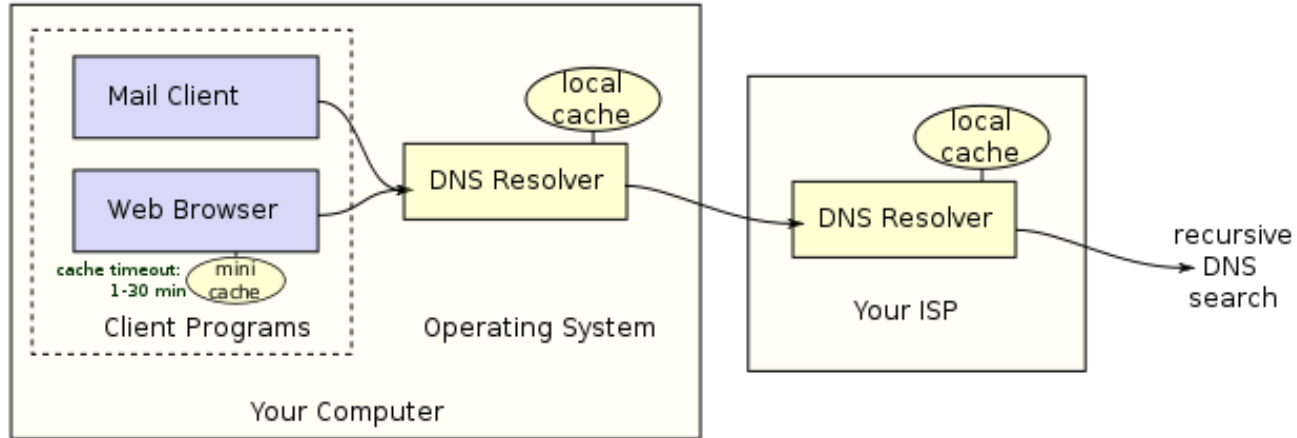 Mail Client
Web Browser
cache timeout:
1-30 min
mini
cache
Client Programs
local
cache
DNS Resolver
Operating System
Your Computer
local
cache
DNS Resolver
Your ISP
recursive
DNS
search